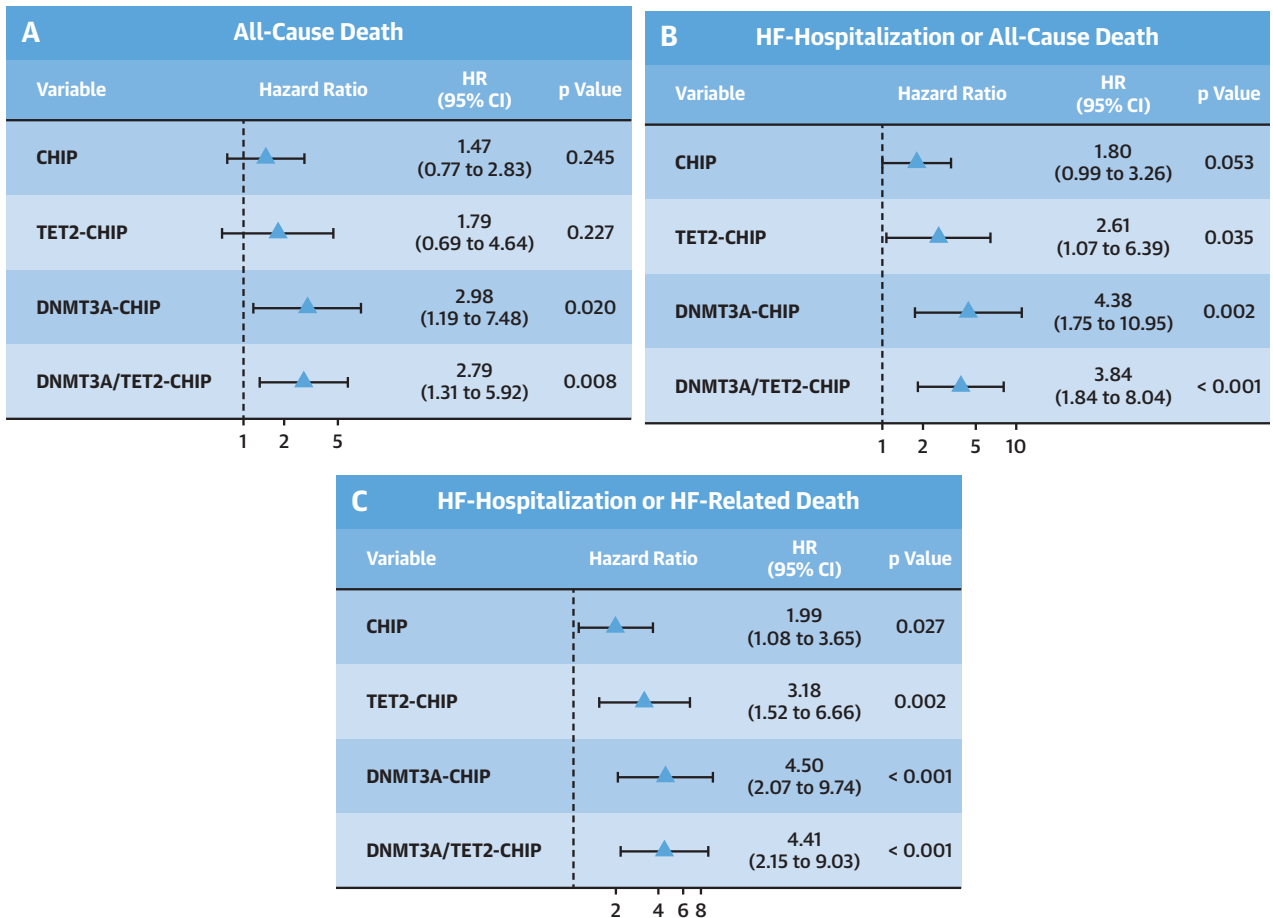 A All-Cause Death
Variable Hazard Ratio HR (95% CI) p Value
CHIP 1.47 (0.77 to 2.83) 0.245
TET2-CHIP 1.79 (0.69 to 4.64) 0.227
DNMT3A-CHIP 2.98 (1.19 to 7.48) 0.020
DNMT3A/TET2-CHIP 2.79 (1.31 to 5.92) 0.008
1 2 5
B HF-Hospitalization or All-Cause Death
Variable Hazard Ratio HR (95% CI) p Value
CHIP 1.80 (0.99 to 3.26) 0.053
TET2-CHIP 2.61 (1.07 to 6.39) 0.035
DNMT3A-CHIP 4.38 (1.75 to 10.95) 0.002
DNMT3A/TET2-CHIP 3.84 (1.84 to 8.04) < 0.001
1 2 5 10
C HF-Hospitalization or HF-Related Death
Variable Hazard Ratio HR (95% CI) p Value
CHIP 1.99 (1.08 to 3.65) 0.027
TET2-CHIP 3.18 (1.52 to 6.66) 0.002
DNMT3A-CHIP 4.50 (2.07 to 9.74) < 0.001
DNMT3A/TET2-CHIP 4.41 (2.15 to 9.03) < 0.001
2 4 6 8